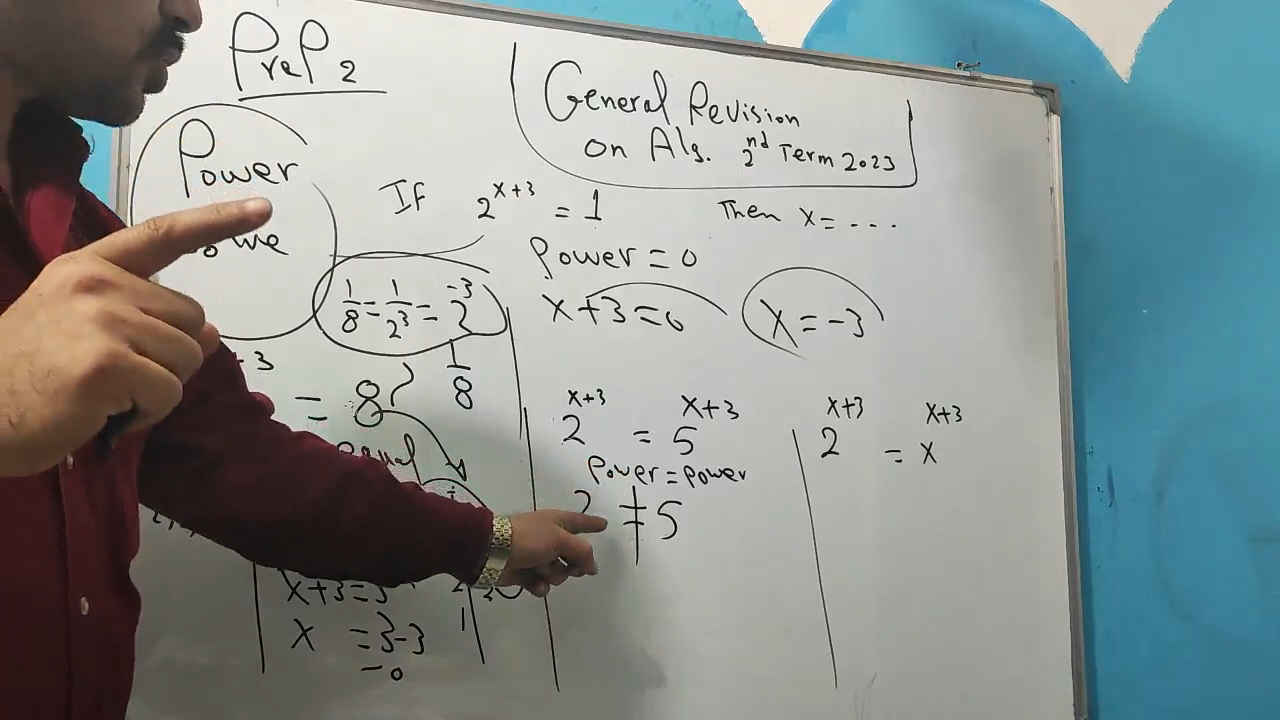 Prep 2
General Revision
on Alg. 2nd Term 2023
Power
If 2^{x+3} = 1 Then x = ...
Power = 0
1/8 = 1/2^3 = 2^{-3}
x+3=0 x = -3
1/8
= 8
2^{x+3} = 5^{x+3}
Power = power
2 ≠ 5
2^{x+3} = x^{x+3}
x+3=3
x = 3-3
= 0